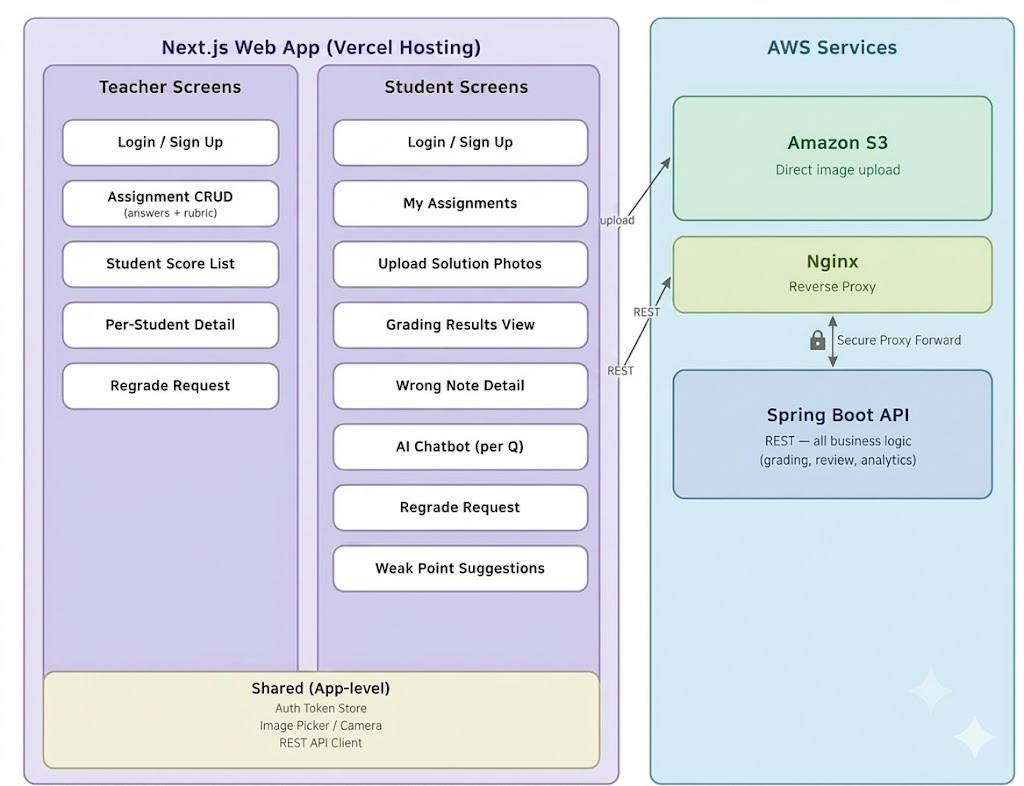 Next.js Web App (Vercel Hosting)
Teacher Screens
Login / Sign Up
Assignment CRUD
(answers + rubric)
Student Score List
Per-Student Detail
Regrade Request
Student Screens
Login / Sign Up
My Assignments
Upload Solution Photos
Grading Results View
Wrong Note Detail
AI Chatbot (per Q)
Regrade Request
Weak Point Suggestions
Shared (App-level)
Auth Token Store
Image Picker / Camera
REST API Client
upload
REST
REST
AWS Services
Amazon S3
Direct image upload
Nginx
Reverse Proxy
Secure Proxy Forward
Spring Boot API
REST — all business logic
(grading, review, analytics)